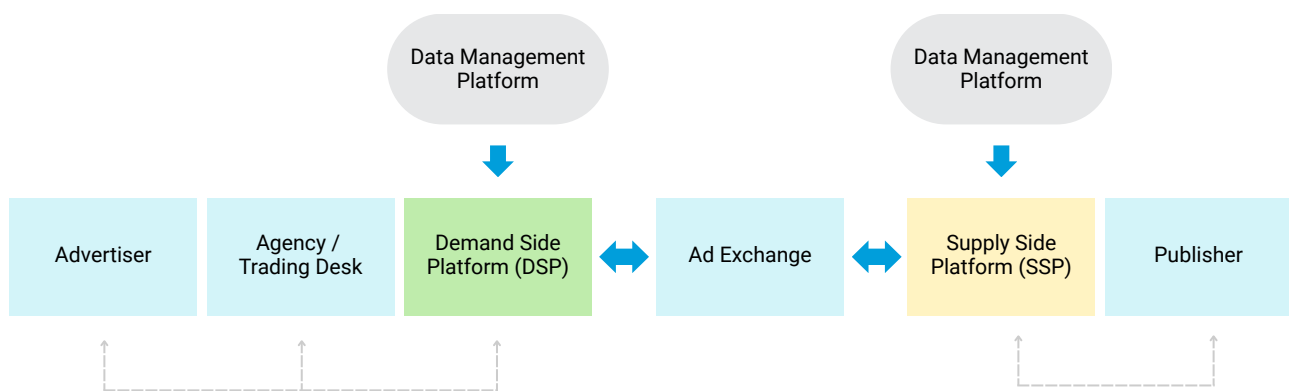 Data Management
Platform
Data Management
Platform
Advertiser
Agency /
Trading Desk
Demand Side
Platform (DSP)
Ad Exchange
Supply Side
Platform (SSP)
Publisher